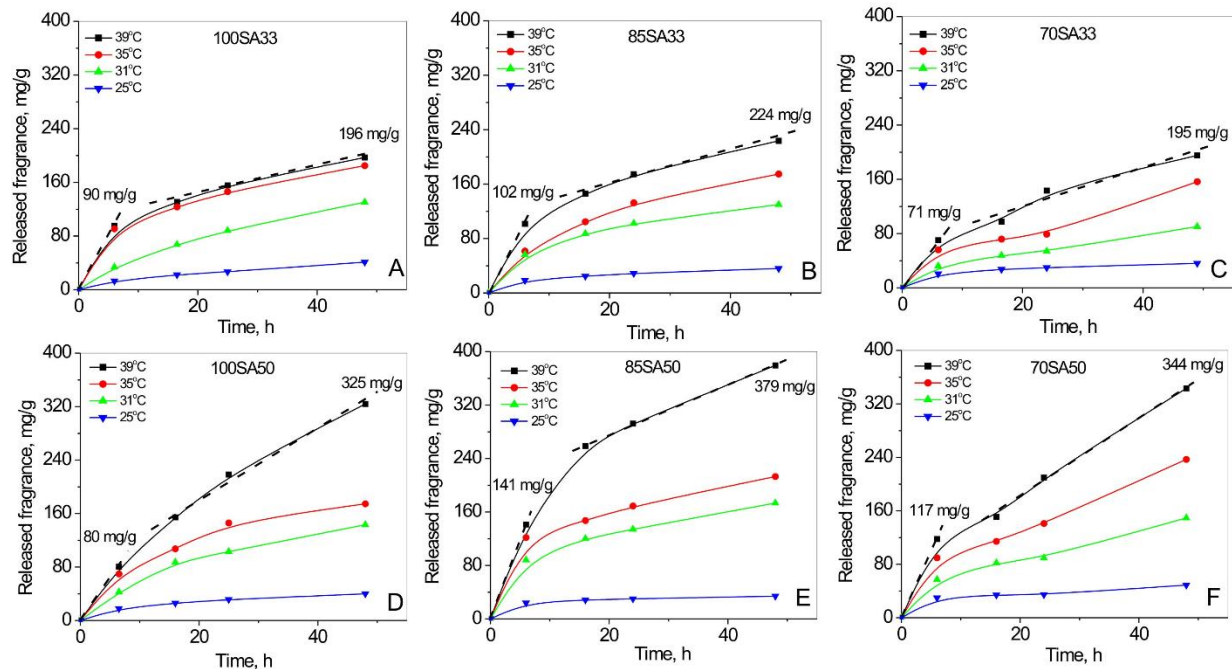 400
320
240
160
80
0
Released fragrance, mg/g
100SA33
39°C
35°C
31°C
25°C
90 mg/g
196 mg/g
A
0
20
40
Time, h
400
320
240
160
80
0
Released fragrance, mg/g
85SA33
39°C
35°C
31°C
25°C
102 mg/g
224 mg/g
B
0
20
40
Time, h
400
320
240
160
80
0
Released fragrance, mg/g
70SA33
39°C
35°C
31°C
25°C
71 mg/g
195 mg/g
C
0
20
40
Time, h
400
320
240
160
80
0
Released fragrance, mg/g
100SA50
39°C
35°C
31°C
25°C
80 mg/g
325 mg/g
D
0
20
40
Time, h
400
320
240
160
80
0
Released fragrance, mg/g
85SA50
39°C
35°C
31°C
25°C
141 mg/g
379 mg/g
E
0
20
40
Time, h
400
320
240
160
80
0
Released fragrance, mg/g
70SA50
39°C
35°C
31°C
25°C
117 mg/g
344 mg/g
F
0
20
40
Time, h